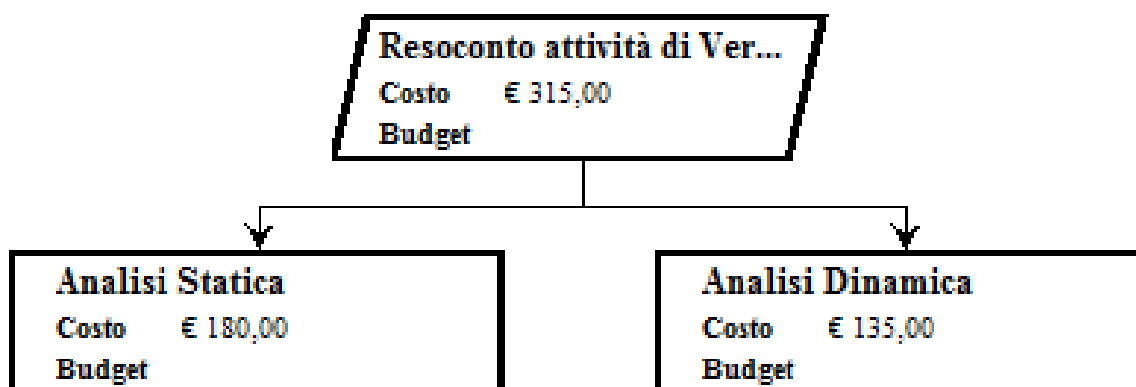 Resoconto attività di Ver...
Costo € 315,00
Budget
Analisi Statica
Costo € 180,00
Budget
Analisi Dinamica
Costo € 135,00
Budget